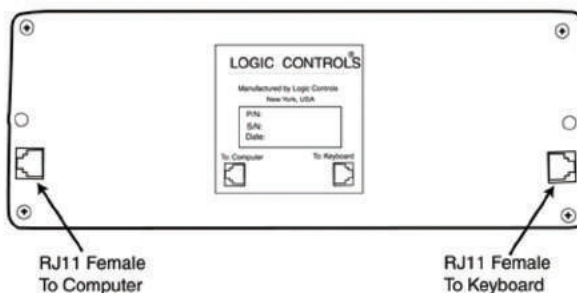 LOGIC CONTROLS®
Manufactured by Logic Controls
New York, USA
P/N:
S/N:
Date:
To Computer To Keyboard
RJ11 Female
To Computer
RJ11 Female
To Keyboard